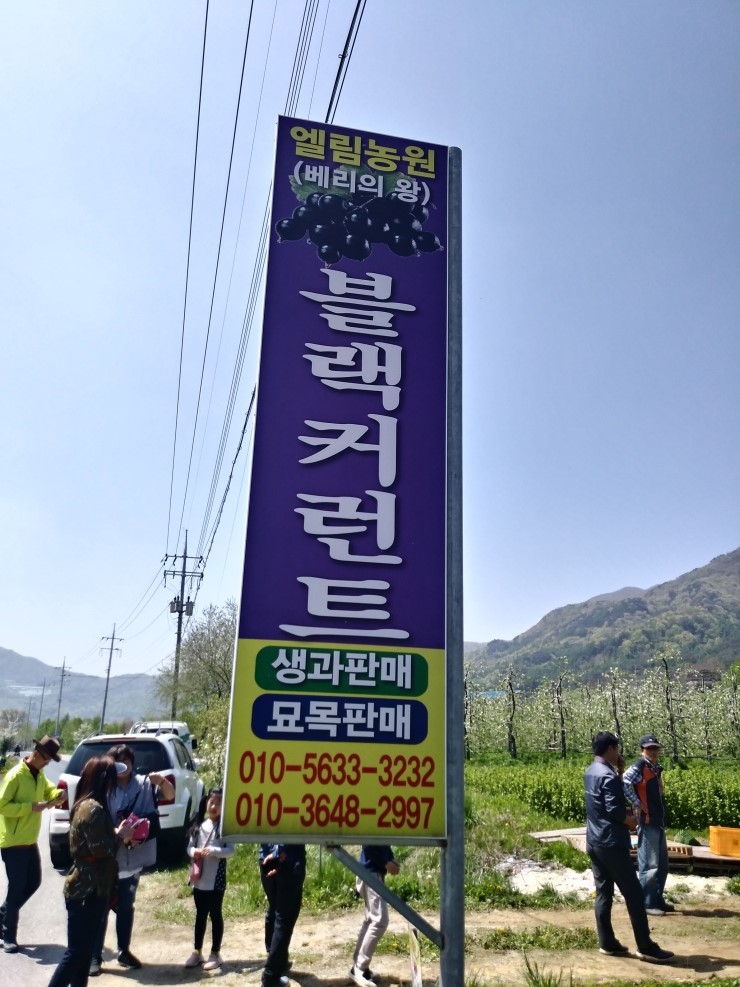 엘림농원
(베리의 왕)
블랙커런트
생과판매
묘목판매
010-5633-3232
010-3648-2997